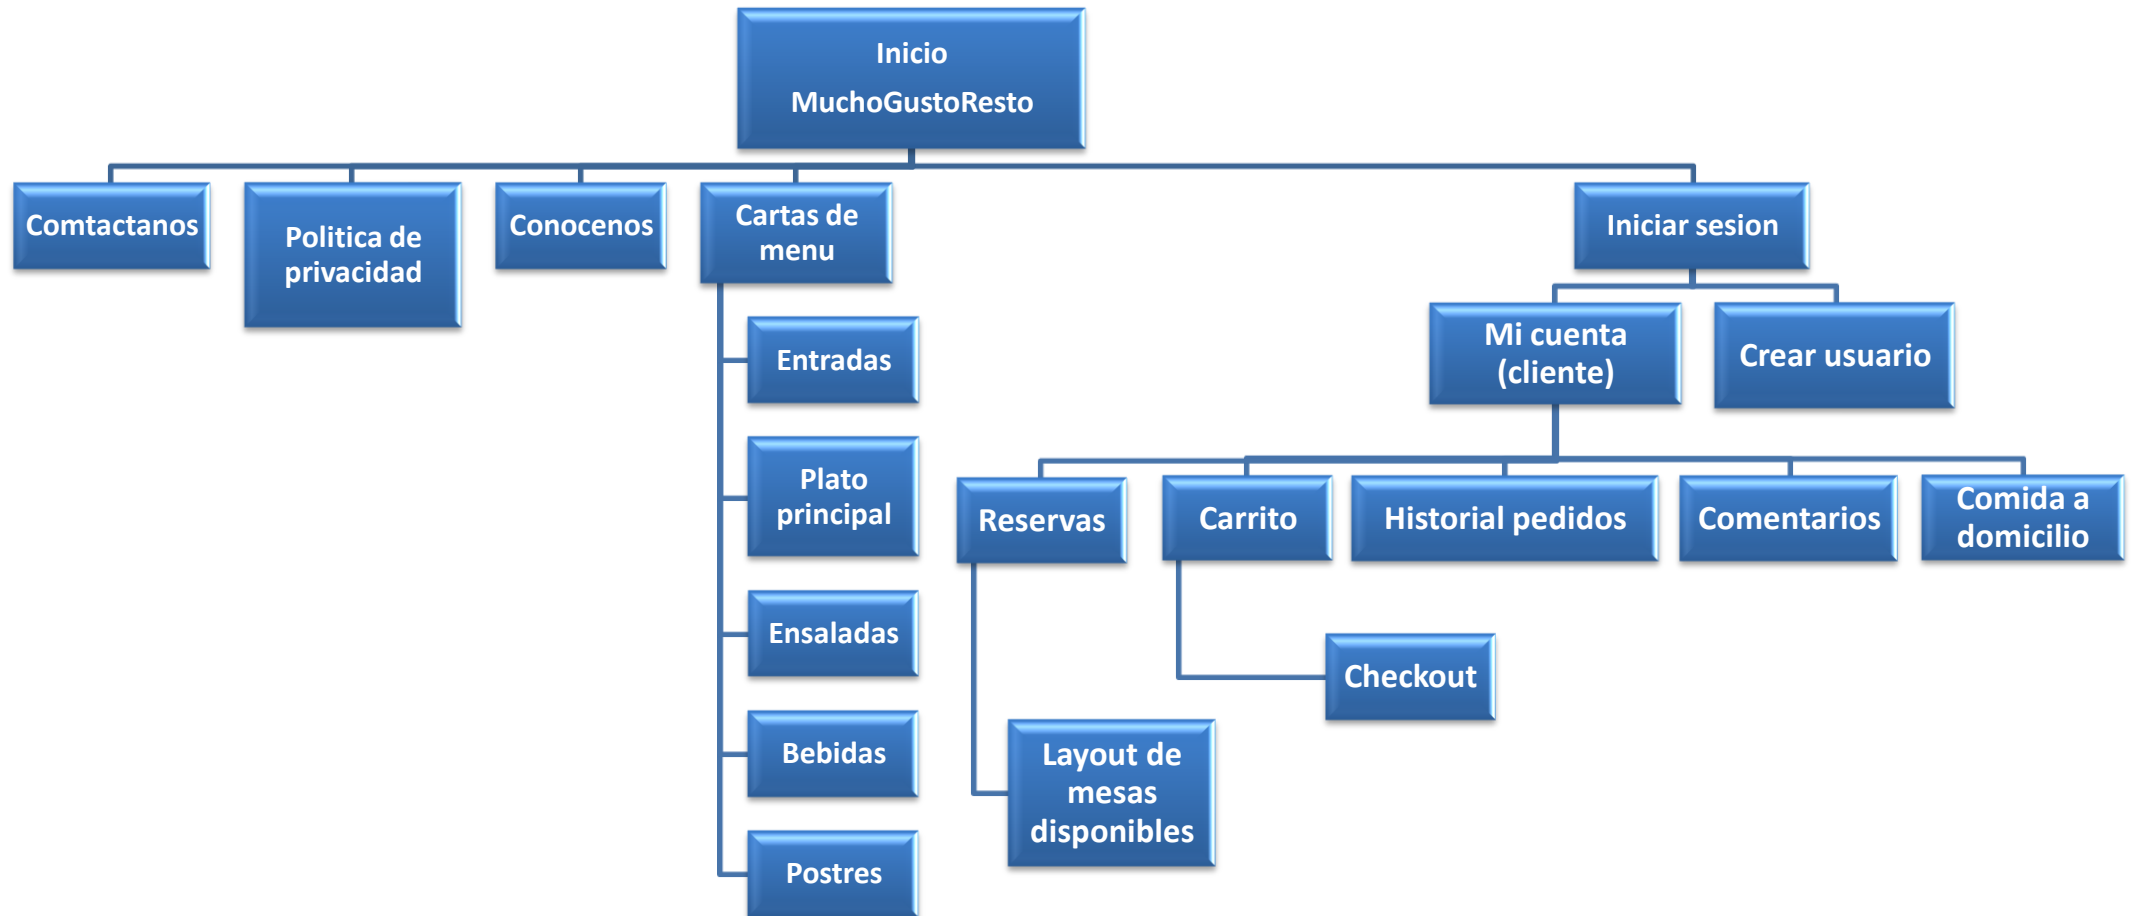 Inicio
MuchoGustoResto
Comtactanos
Politica de
privacidad
Conocenos
Cartas de
menu
Iniciar sesion
Entradas
Plato
principal
Ensaladas
Bebidas
Postres
Mi cuenta
(cliente)
Crear usuario
Reservas
Carrito
Historial pedidos
Comentarios
Comida a
domicilio
Checkout
Layout de
mesas
disponibles